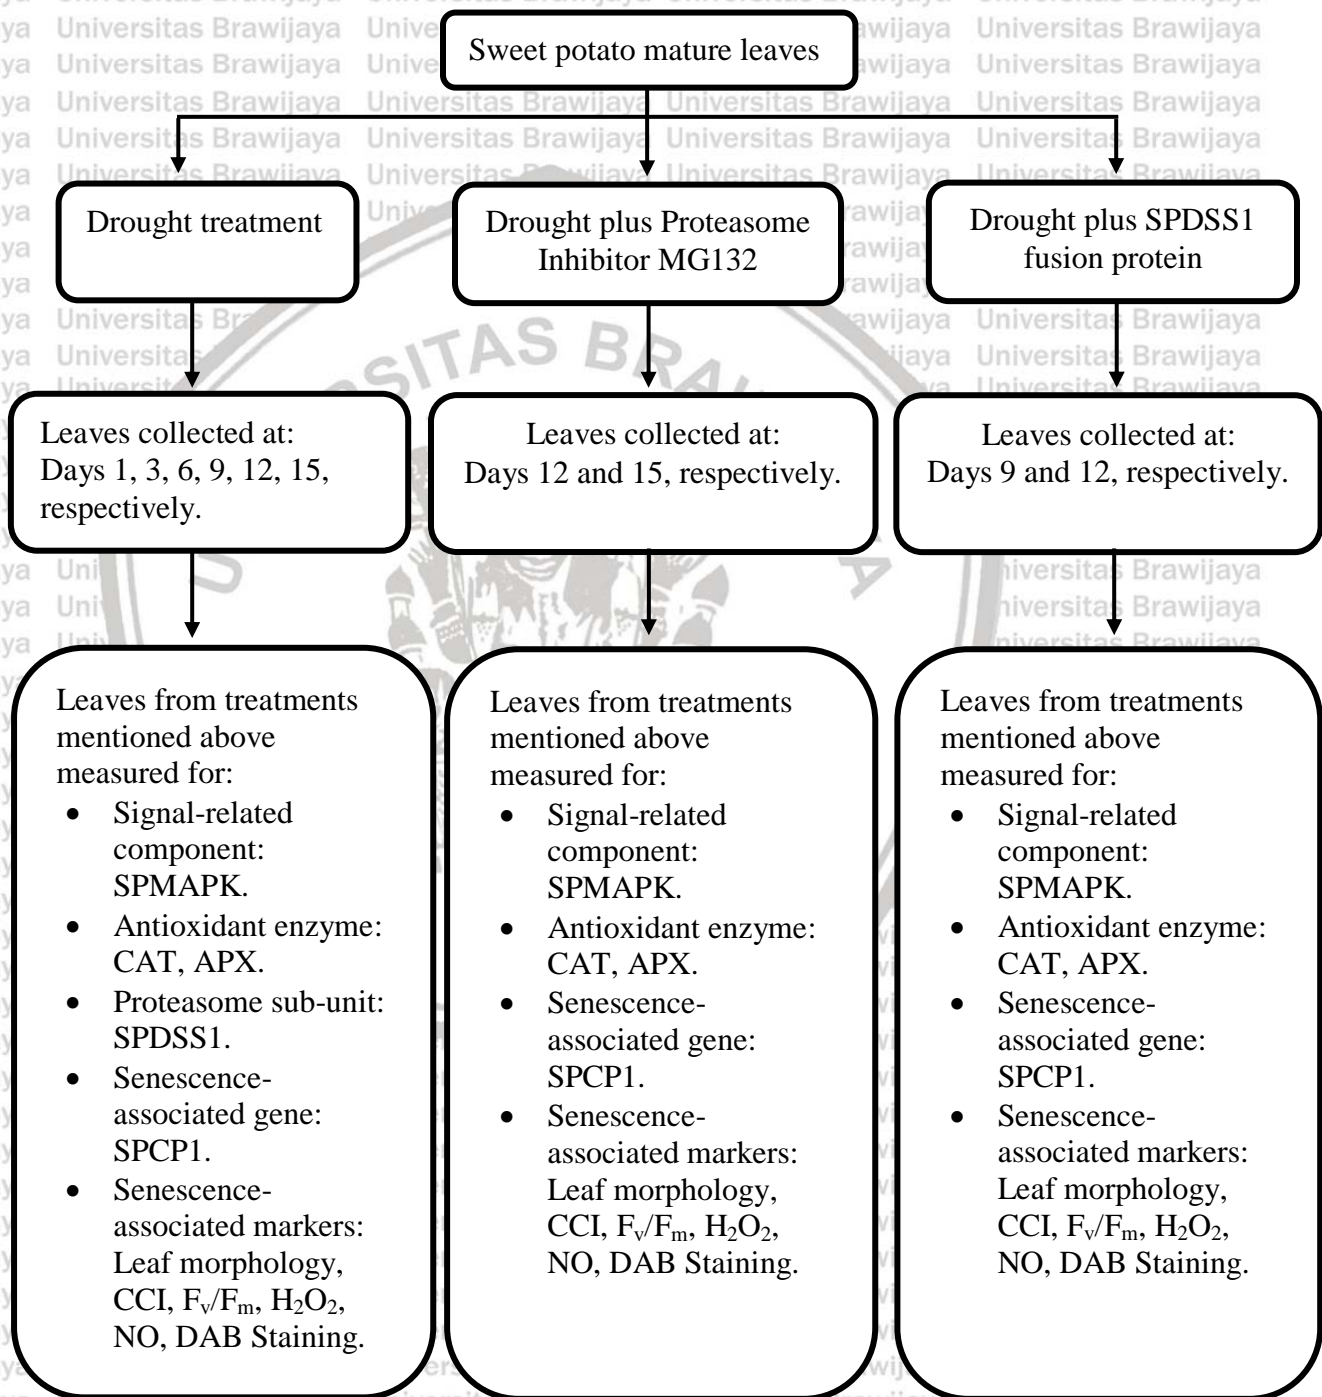 Sweet potato mature leaves
Drought treatment
Drought plus Proteasome
Inhibitor MG132
Drought plus SPDSS1
fusion protein
Leaves collected at:
Days 1, 3, 6, 9, 12, 15,
respectively.
Leaves collected at:
Days 12 and 15, respectively.
Leaves collected at:
Days 9 and 12, respectively.
Leaves from treatments
mentioned above
measured for:
• Signal-related
component:
SPMAPK.
• Antioxidant enzyme:
CAT, APX.
• Proteasome sub-unit:
SPDSS1.
• Senescence-
associated gene:
SPCP1.
• Senescence-
associated markers:
Leaf morphology,
CCI, Fv/Fm, H₂O₂,
NO, DAB Staining.
Leaves from treatments
mentioned above
measured for:
• Signal-related
component:
SPMAPK.
• Antioxidant enzyme:
CAT, APX.
• Senescence-
associated gene:
SPCP1.
• Senescence-
associated markers:
Leaf morphology,
CCI, Fv/Fm, H₂O₂,
NO, DAB Staining.
Leaves from treatments
mentioned above
measured for:
• Signal-related
component:
SPMAPK.
• Antioxidant enzyme:
CAT, APX.
• Senescence-
associated gene:
SPCP1.
• Senescence-
associated markers:
Leaf morphology,
CCI, Fv/Fm, H₂O₂,
NO, DAB Staining.